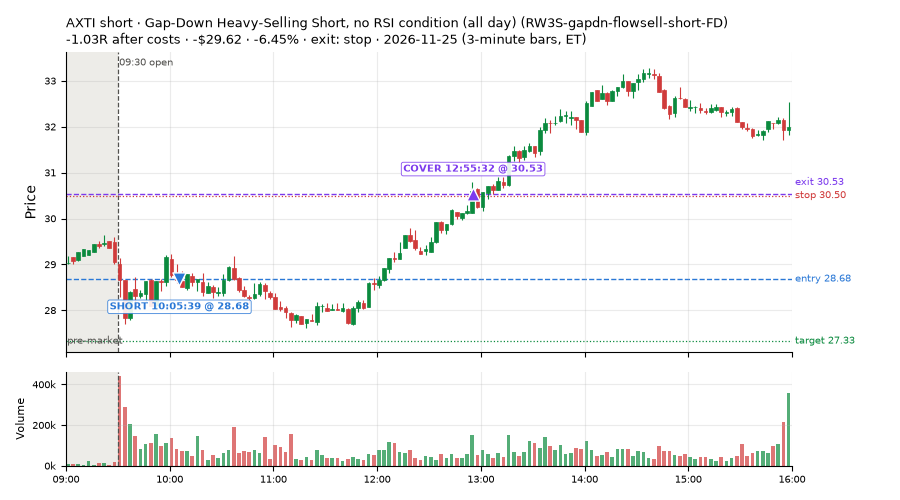 AXTI short · Gap-Down Heavy-Selling Short, no RSI condition (all day) (RW3S-gapdn-flowsell-short-FD)
-1.03R after costs · -$29.62 · -6.45% · exit: stop · 2026-11-25 (3-minute bars, ET)
09:30 open
33
32
31
30
29
28
Price
COVER 12:55:32 @ 30.53
exit 30.53
stop 30.50
entry 28.68
SHORT 10:05:39 @ 28.68
pre-market
target 27.33
400k
200k
0k
Volume
09:00 10:00 11:00 12:00 13:00 14:00 15:00 16:00